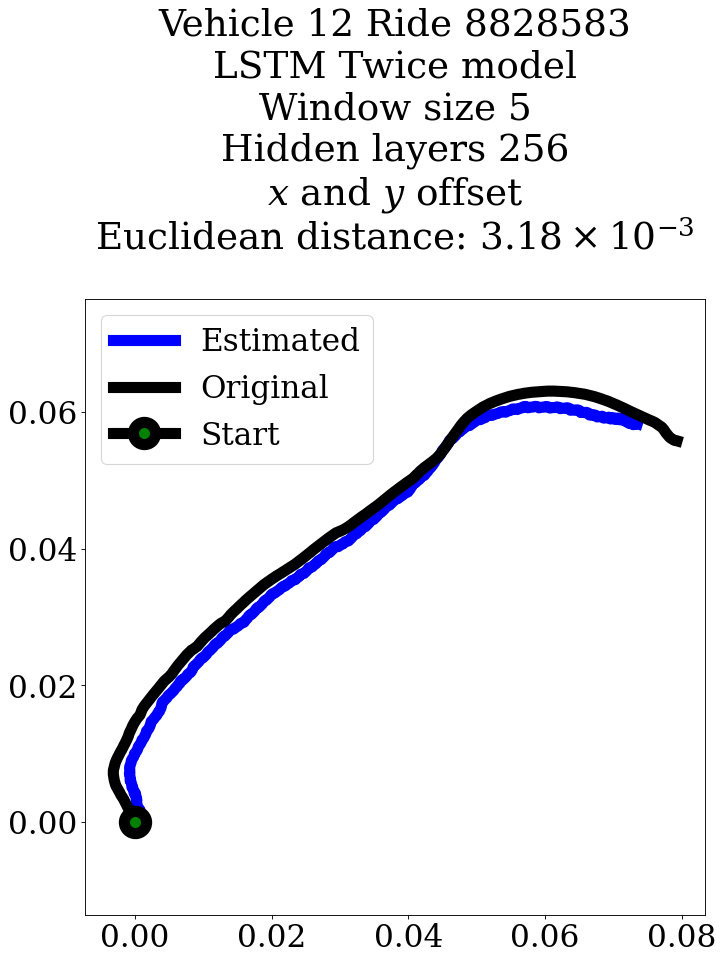 Vehicle 12 Ride 8828583
LSTM Twice model
Window size 5
Hidden layers 256
x and y offset
Euclidean distance: 3.18 × 10⁻³
Estimated
Original
Start
0.06
0.04
0.02
0.00
0.00 0.02 0.04 0.06 0.08